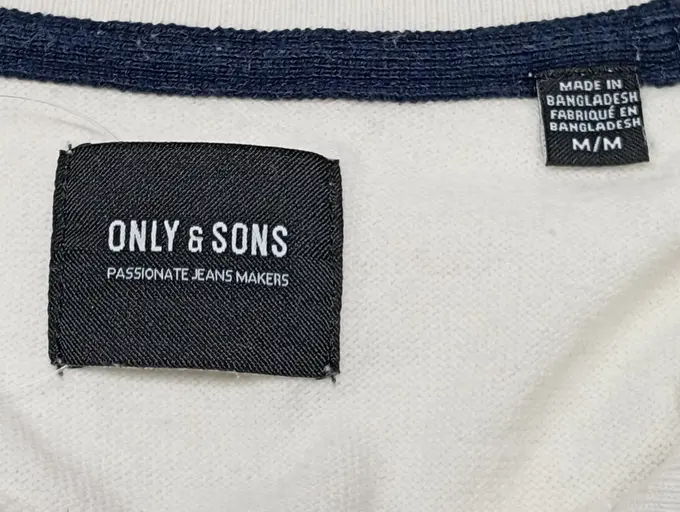 ONLY & SONS
PASSIONATE JEANS MAKERS
MADE IN
BANGLADESH
FABRIQUÉ EN
BANGLADESH
M/M